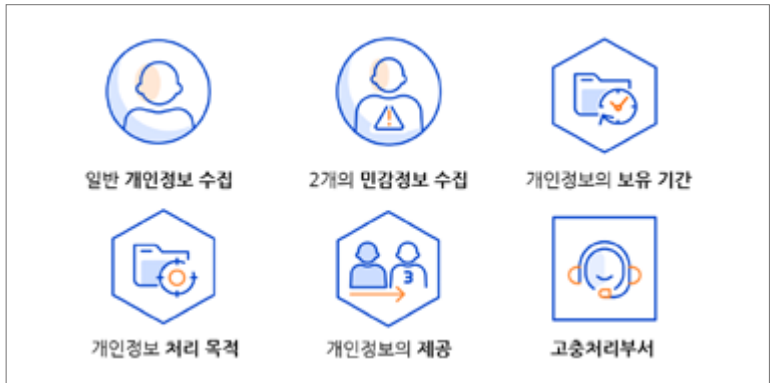 일반 개인정보 수집
2개의 민감정보 수집
개인정보의 보유 기간
3
개인정보 처리 목적
개인정보의 제공
고충처리부서